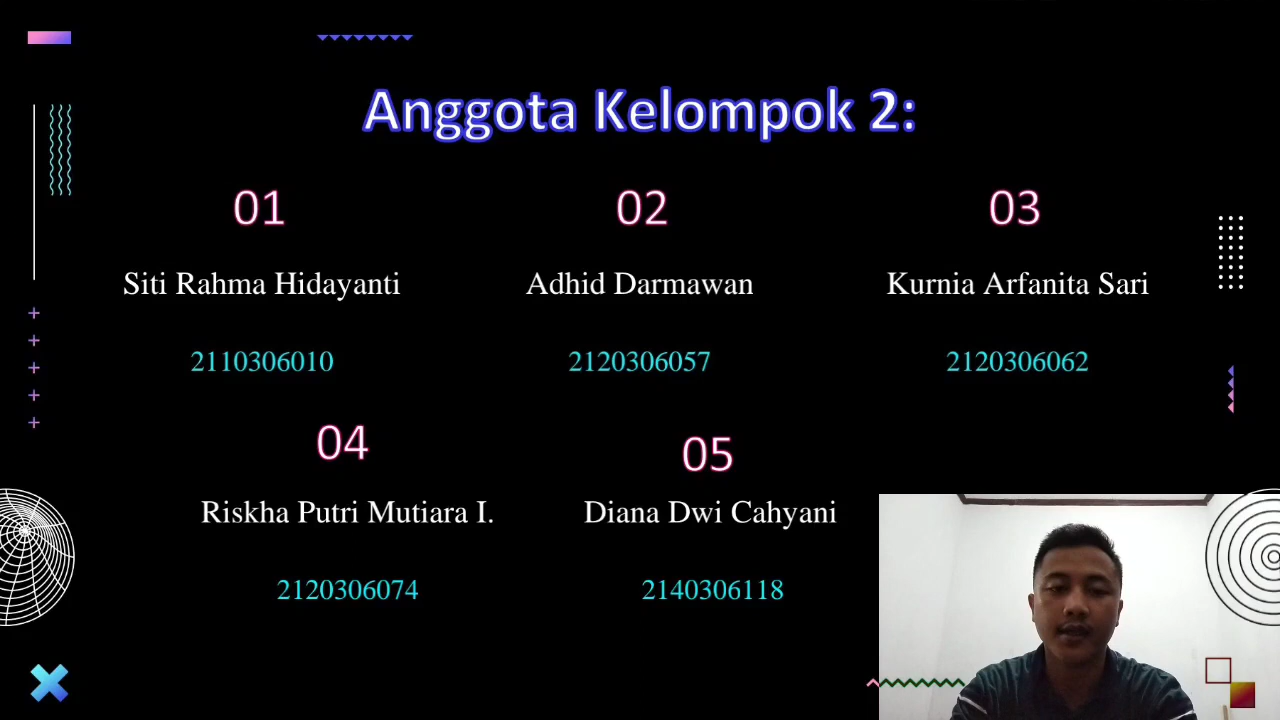 Anggota Kelompok 2:
01
02
03
Siti Rahma Hidayanti
Adhid Darmawan
Kurnia Arfanita Sari
2110306010
2120306057
2120306062
04
05
Riskha Putri Mutiara I.
Diana Dwi Cahyani
2120306074
2140306118